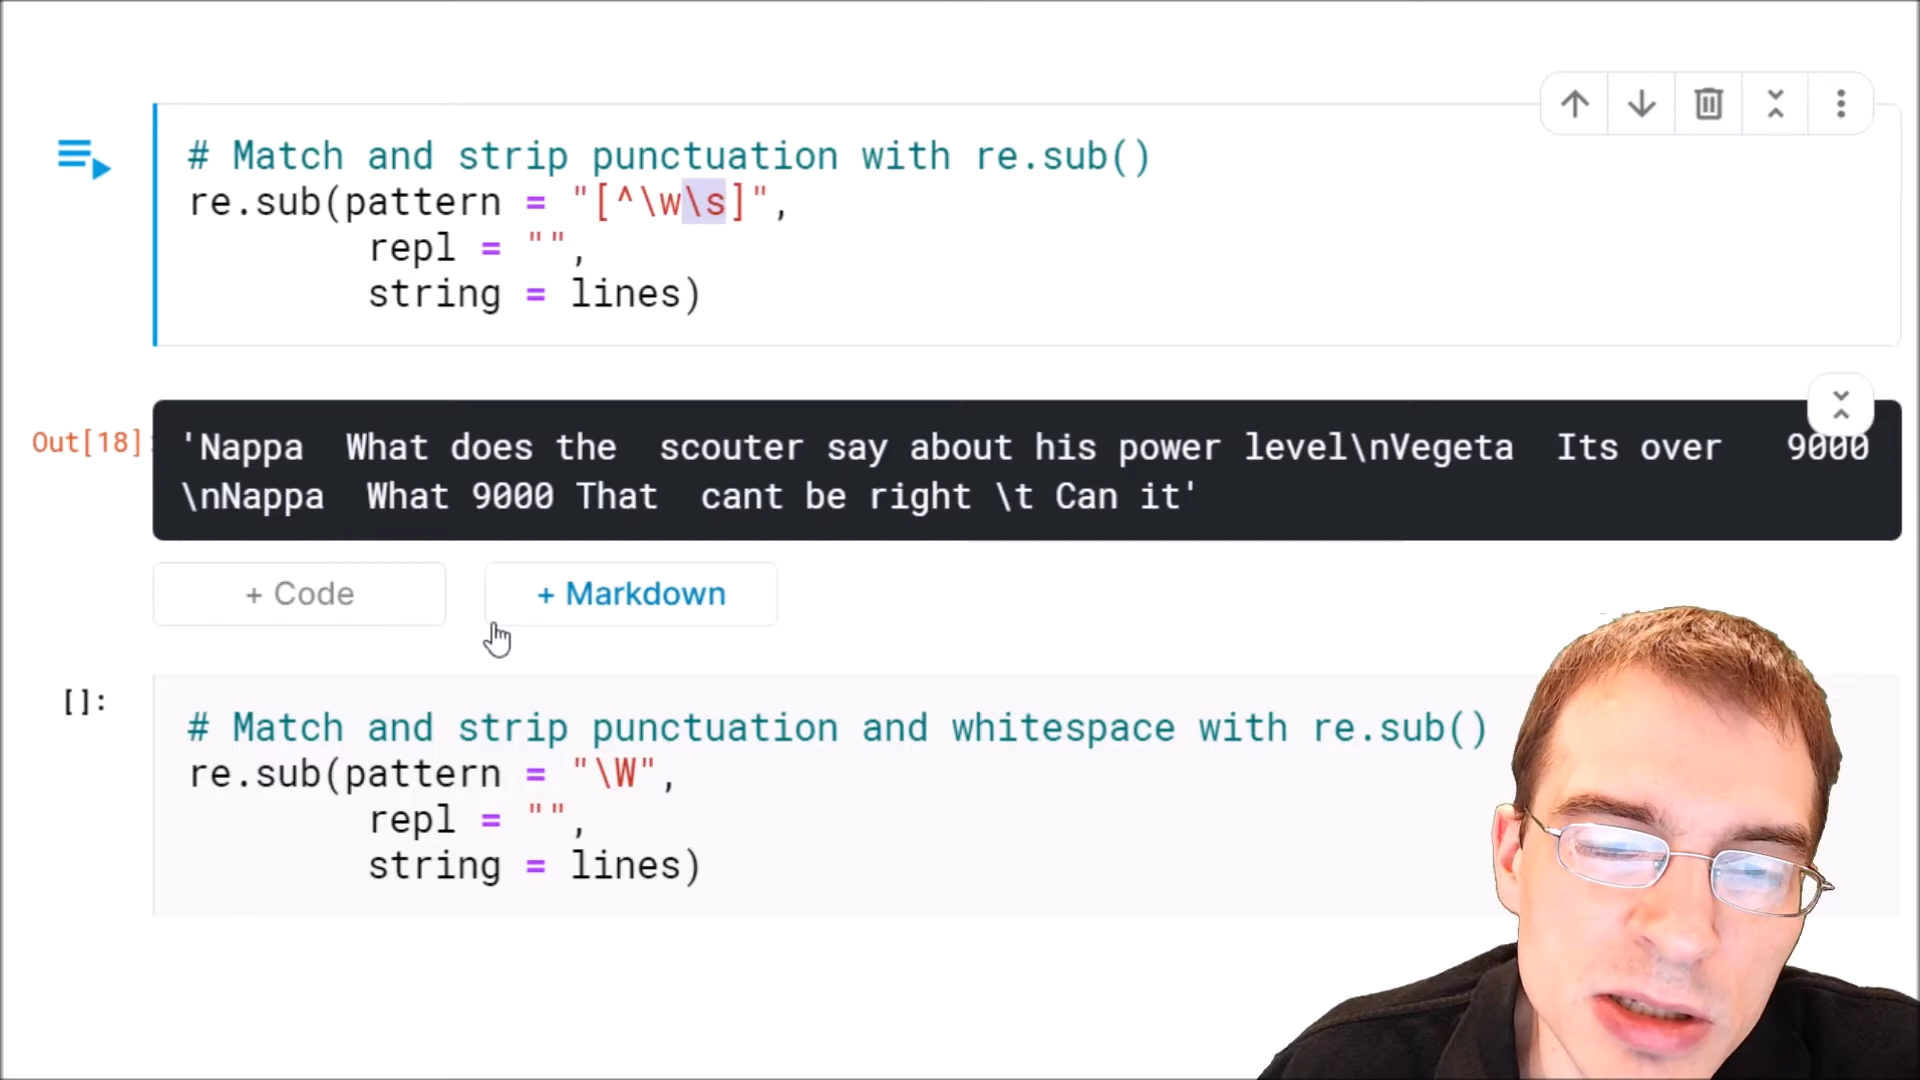 # Match and strip punctuation with re.sub()
re.sub(pattern = "[^\w\s]",
repl = "",
string = lines)
Out[18]:
'Nappa  What does the  scouter say about his power level\nVegeta  Its over   9000
\nNappa  What 9000 That  cant be right \t Can it'
+ Code
+ Markdown
[]:
# Match and strip punctuation and whitespace with re.sub()
re.sub(pattern = "\W",
repl = "",
string = lines)